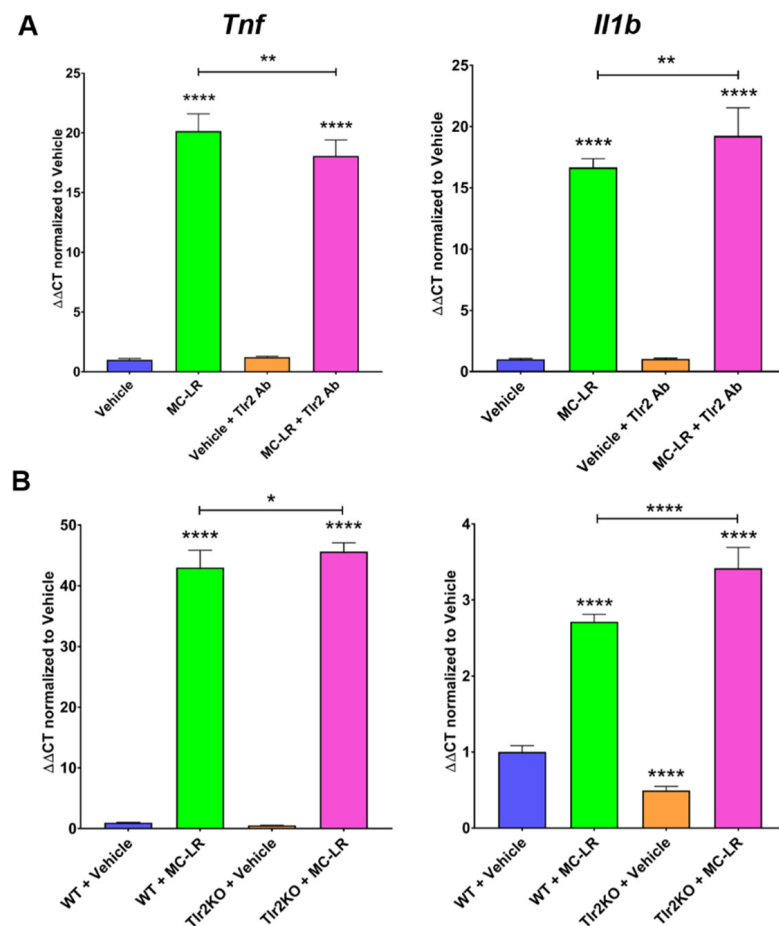 A
Tnf
Il1b
**
****
****
ΔΔCT normalized to Vehicle
25
20
15
10
5
0
Vehicle
MC-LR
Vehicle + Tlr2 Ab
MC-LR + Tlr2 Ab
**
****
****
ΔΔCT normalized to Vehicle
25
20
15
10
5
0
Vehicle
MC-LR
Vehicle + Tlr2 Ab
MC-LR + Tlr2 Ab
B
*
****
****
ΔΔCT normalized to Vehicle
50
40
30
20
10
0
WT + Vehicle
WT + MC-LR
Tlr2KO + Vehicle
Tlr2KO + MC-LR
****
****
****
****
ΔΔCT normalized to Vehicle
4
3
2
1
0
WT + Vehicle
WT + MC-LR
Tlr2KO + Vehicle
Tlr2KO + MC-LR